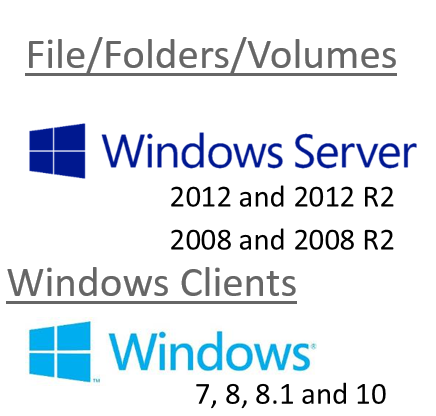 File/Folders/Volumes
Windows Server
2012 and 2012 R2
2008 and 2008 R2
Windows Clients
™ Windows®
7, 8, 8.1 and 10